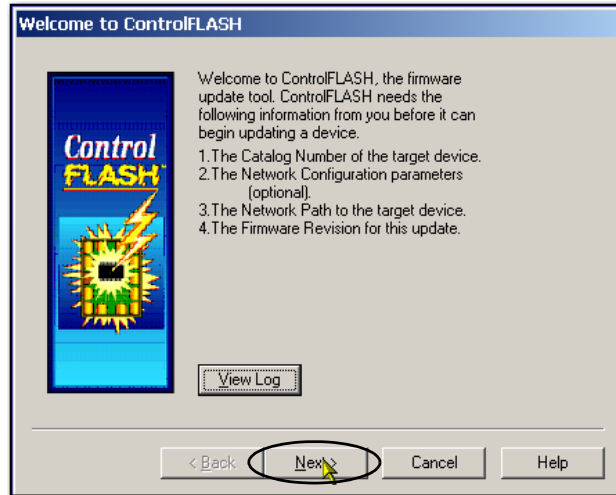 Welcome to ControlFLASH
Welcome to ControlFLASH, the firmware
update tool. ControlFLASH needs the
following information from you before it can
begin updating a device.
1.The Catalog Number of the target device.
2.The Network Configuration parameters
(optional).
3.The Network Path to the target device.
4.The Firmware Revision for this update.
Control
FLASH
View Log
< Back
Next >
Cancel
Help